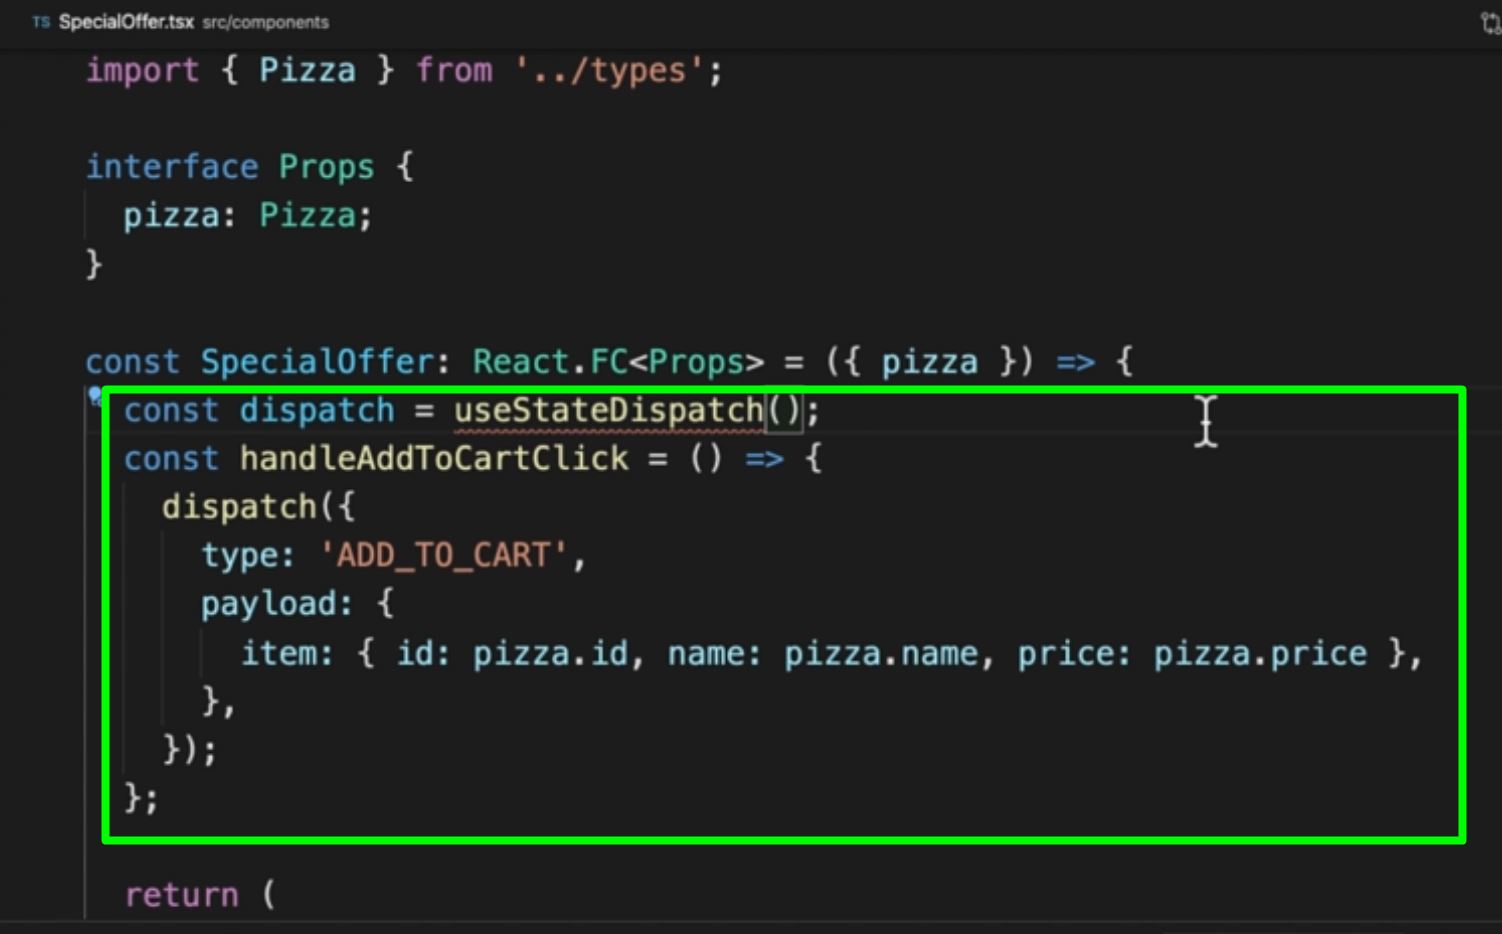 TS SpecialOffer.tsx src/components
import { Pizza } from '../types';
interface Props {
pizza: Pizza;
}
const SpecialOffer: React.FC<Props> = ({ pizza }) => {
const dispatch = useStateDispatch();
const handleAddToCartClick = () => {
dispatch({
type: 'ADD_TO_CART',
payload: {
item: { id: pizza.id, name: pizza.name, price: pizza.price },
},
});
};
return (